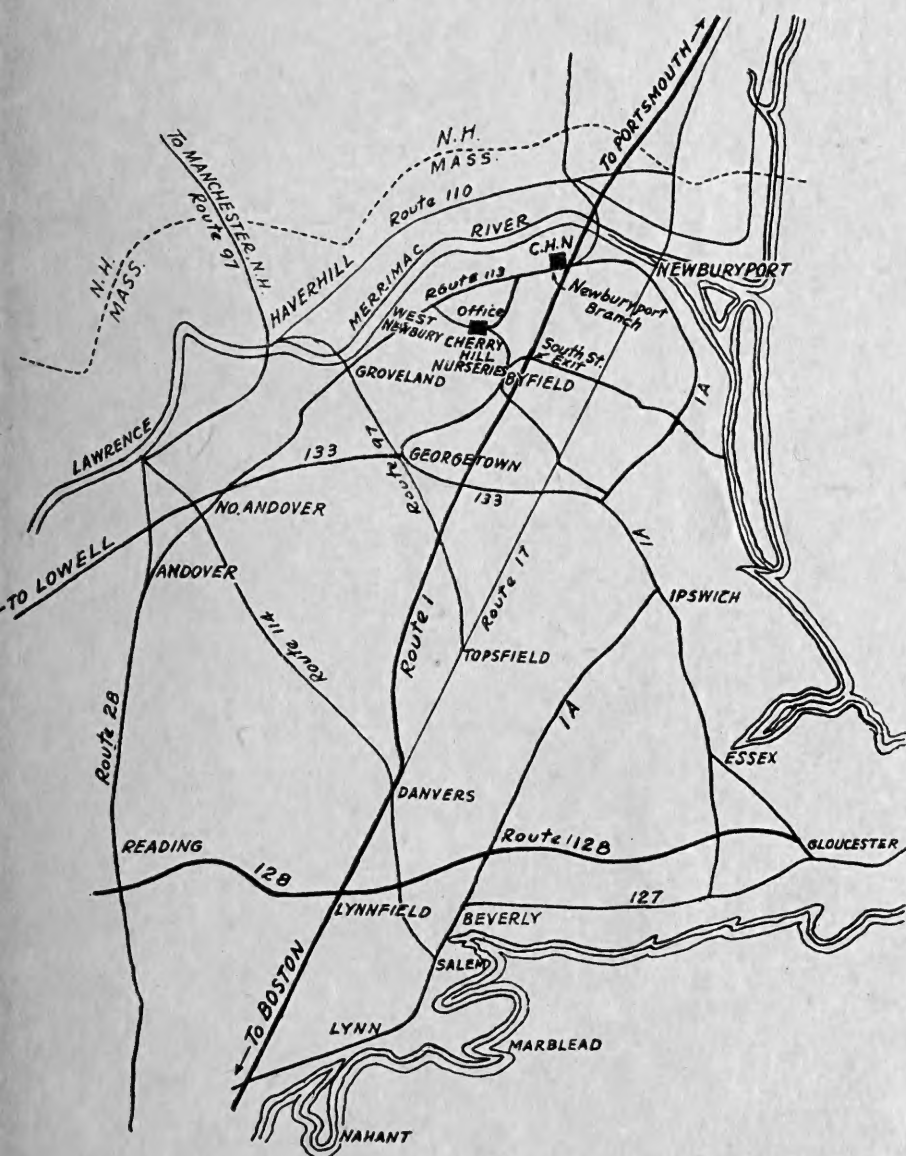 TO PORTSMOUTH
TO MANCHESTER, N.H.
Route 97
N.H.
MASS.
N.H.
MASS.
Route 110
HAVERHILL
MERRIMAC
RIVER
C.H.N
NEWBURYPORT
Route 113
Newburyport
Branch
Office
WEST
NEWBURY
CHERRY
HILL
NURSERIES
South St.
Exit
BYFIELD
GROVELAND
1A
LAWRENCE
133
Route 97
GEORGETOWN
133
NO. ANDOVER
1A
TO LOWELL
ANDOVER
Route 17
IPSWICH
Route 114
Route 1
TOPSFIELD
1A
Route 28
ESSEX
DANVERS
READING
Route 128
GLOUCESTER
128
LYNNFIELD
127
BEVERLY
SALEM
TO BOSTON
LYNN
MARBLEAD
NAHANT